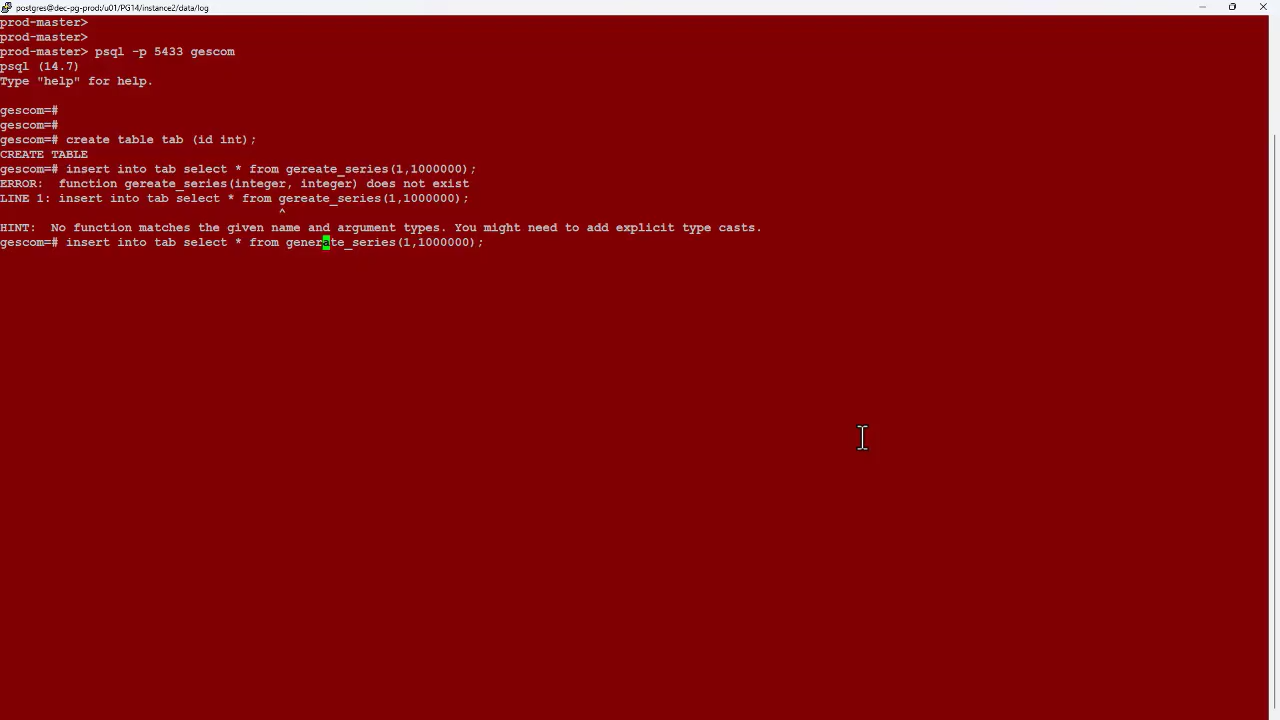 postgres@dec-pg-prod:/u01/PG14/instance2/data/log
prod-master>
prod-master>
prod-master> psql -p 5433 gescom
psql (14.7)
Type "help" for help.
gescom=#
gescom=#
gescom=# create table tab (id int);
CREATE TABLE
gescom=# insert into tab select * from gereate_series(1,1000000);
ERROR:  function gereate_series(integer, integer) does not exist
LINE 1: insert into tab select * from gereate_series(1,1000000);
^
HINT:  No function matches the given name and argument types. You might need to add explicit type casts.
gescom=# insert into tab select * from generate_series(1,1000000);